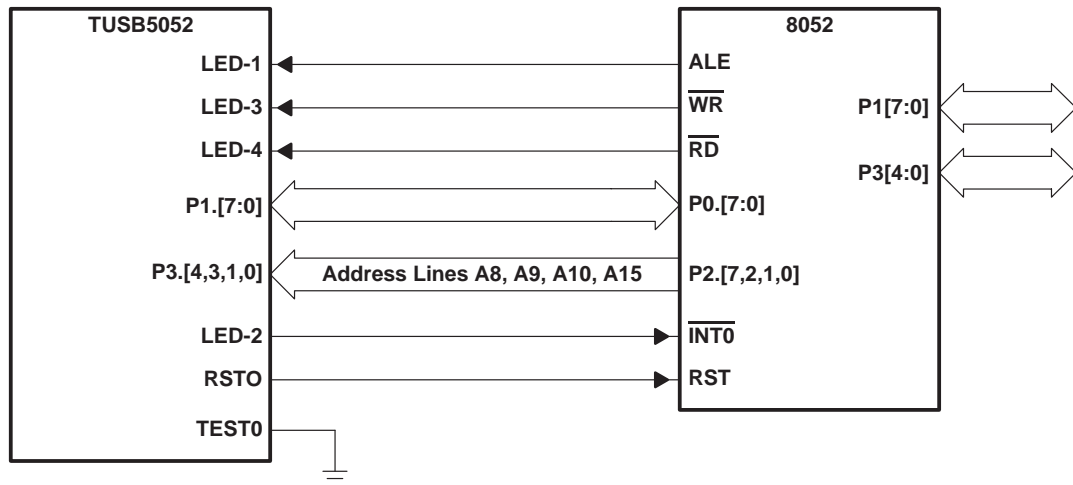 TUSB5052
8052
LED-1
ALE
LED-3
WR
P1[7:0]
LED-4
RD
P3[4:0]
P1.[7:0]
P0.[7:0]
P3.[4,3,1,0]
Address Lines A8, A9, A10, A15
P2.[7,2,1,0]
LED-2
INT0
RSTO
RST
TEST0